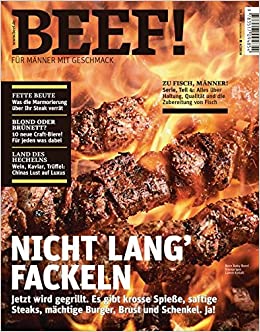 www.beef.de
BEEF!
FÜR MÄNNER MIT GESCHMACK
FETTE BEUTE
Was die Marmorierung
über Ihr Steak verrät
BLOND ODER
BRÜNETT?
10 neue Craft-Biere!
Für jeden was dabei
LAND DES
HECHELNS
Wein, Kaviar, Trüffel:
Chinas Lust auf Luxus
ZU FISCH, MÄNNER!
Serie, Teil 4: Alles über
Haltung, Qualität und die
Zubereitung von Fisch
NICHT LANG’
FACKELN
Jetzt wird gegrillt. Es gibt krosse Spieße, saftige
Steaks, mächtige Burger, Brust und Schenkel. Ja!